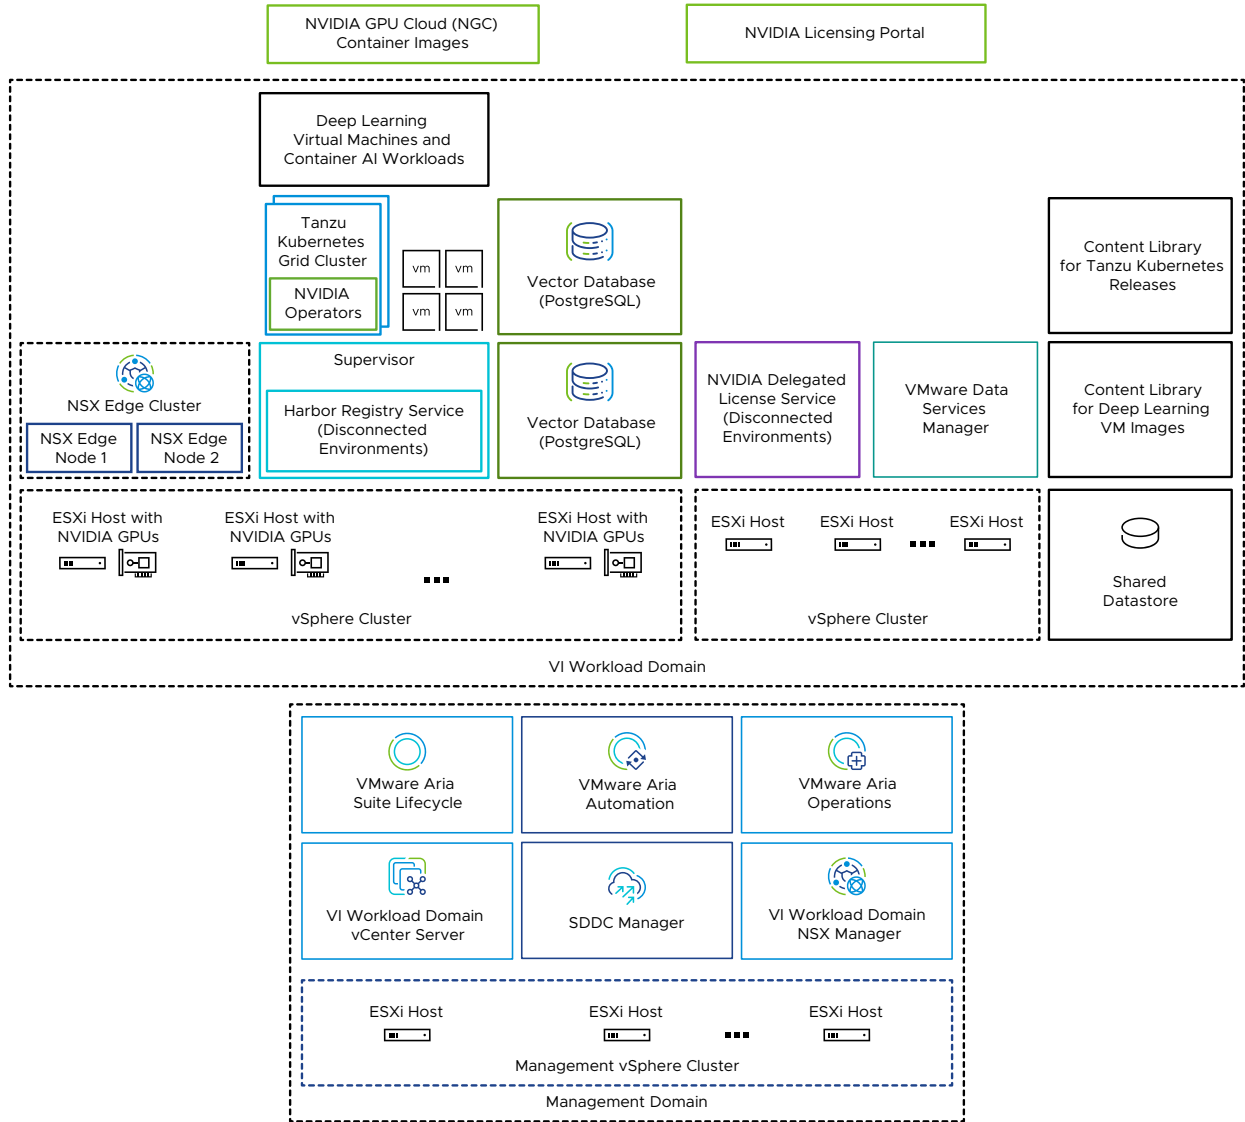 NVIDIA GPU Cloud (NGC)
Container Images
NVIDIA Licensing Portal
Deep Learning
Virtual Machines and
Container AI Workloads
Tanzu
Kubernetes
Grid Cluster
NVIDIA
Operators
vm
vm
vm
vm
Vector Database
(PostgreSQL)
Content Library
for Tanzu Kubernetes
Releases
NSX Edge Cluster
NSX Edge
Node 1
NSX Edge
Node 2
Supervisor
Harbor Registry Service
(Disconnected
Environments)
Vector Database
(PostgreSQL)
NVIDIA Delegated
License Service
(Disconnected
Environments)
VMware Data
Services
Manager
Content Library
for Deep Learning
VM Images
ESXi Host with
NVIDIA GPUs
ESXi Host with
NVIDIA GPUs
ESXi Host with
NVIDIA GPUs
vSphere Cluster
ESXi Host
ESXi Host
ESXi Host
vSphere Cluster
Shared
Datastore
VI Workload Domain
VMware Aria
Suite Lifecycle
VMware Aria
Automation
VMware Aria
Operations
VI Workload Domain
vCenter Server
SDDC Manager
VI Workload Domain
NSX Manager
ESXi Host
ESXi Host
ESXi Host
Management vSphere Cluster
Management Domain